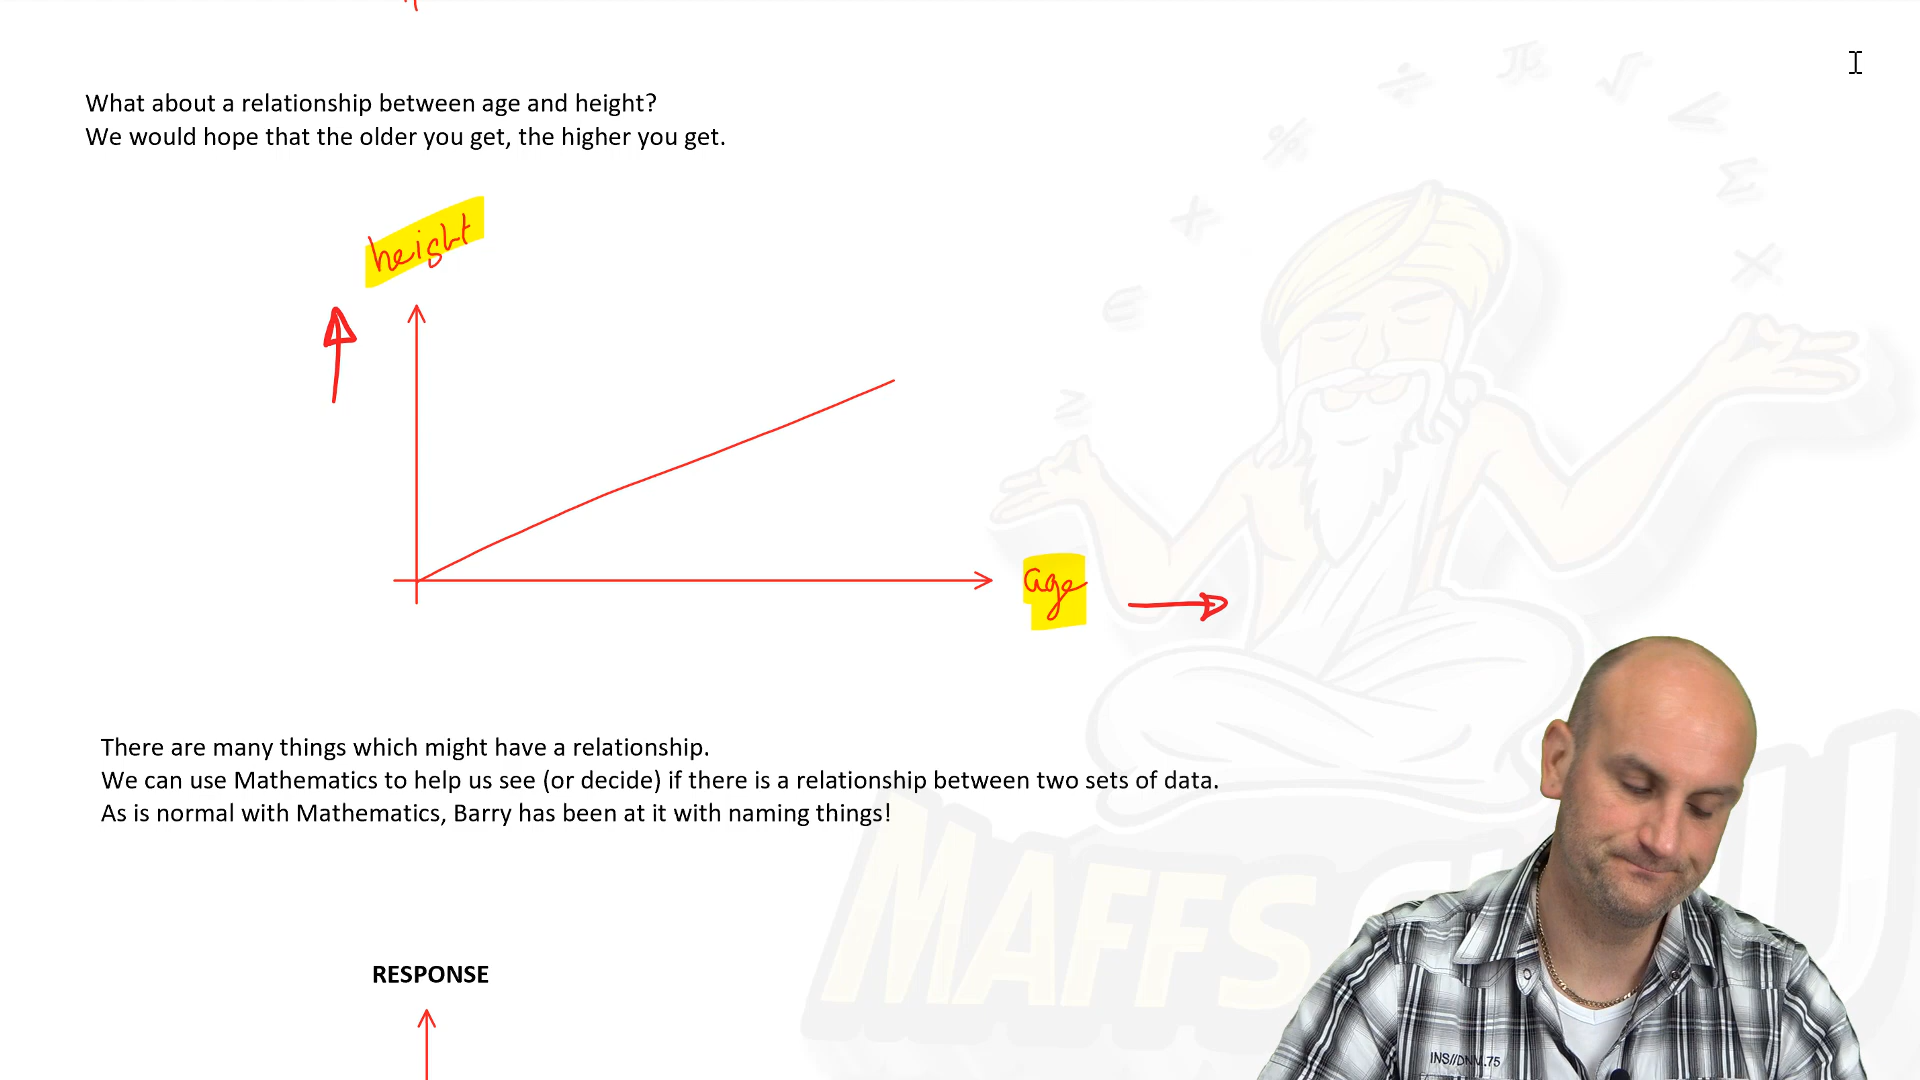 What about a relationship between age and height?
We would hope that the older you get, the higher you get.
height
age
There are many things which might have a relationship.
We can use Mathematics to help us see (or decide) if there is a relationship between two sets of data.
As is normal with Mathematics, Barry has been at it with naming things!
MAFFS
RESPONSE